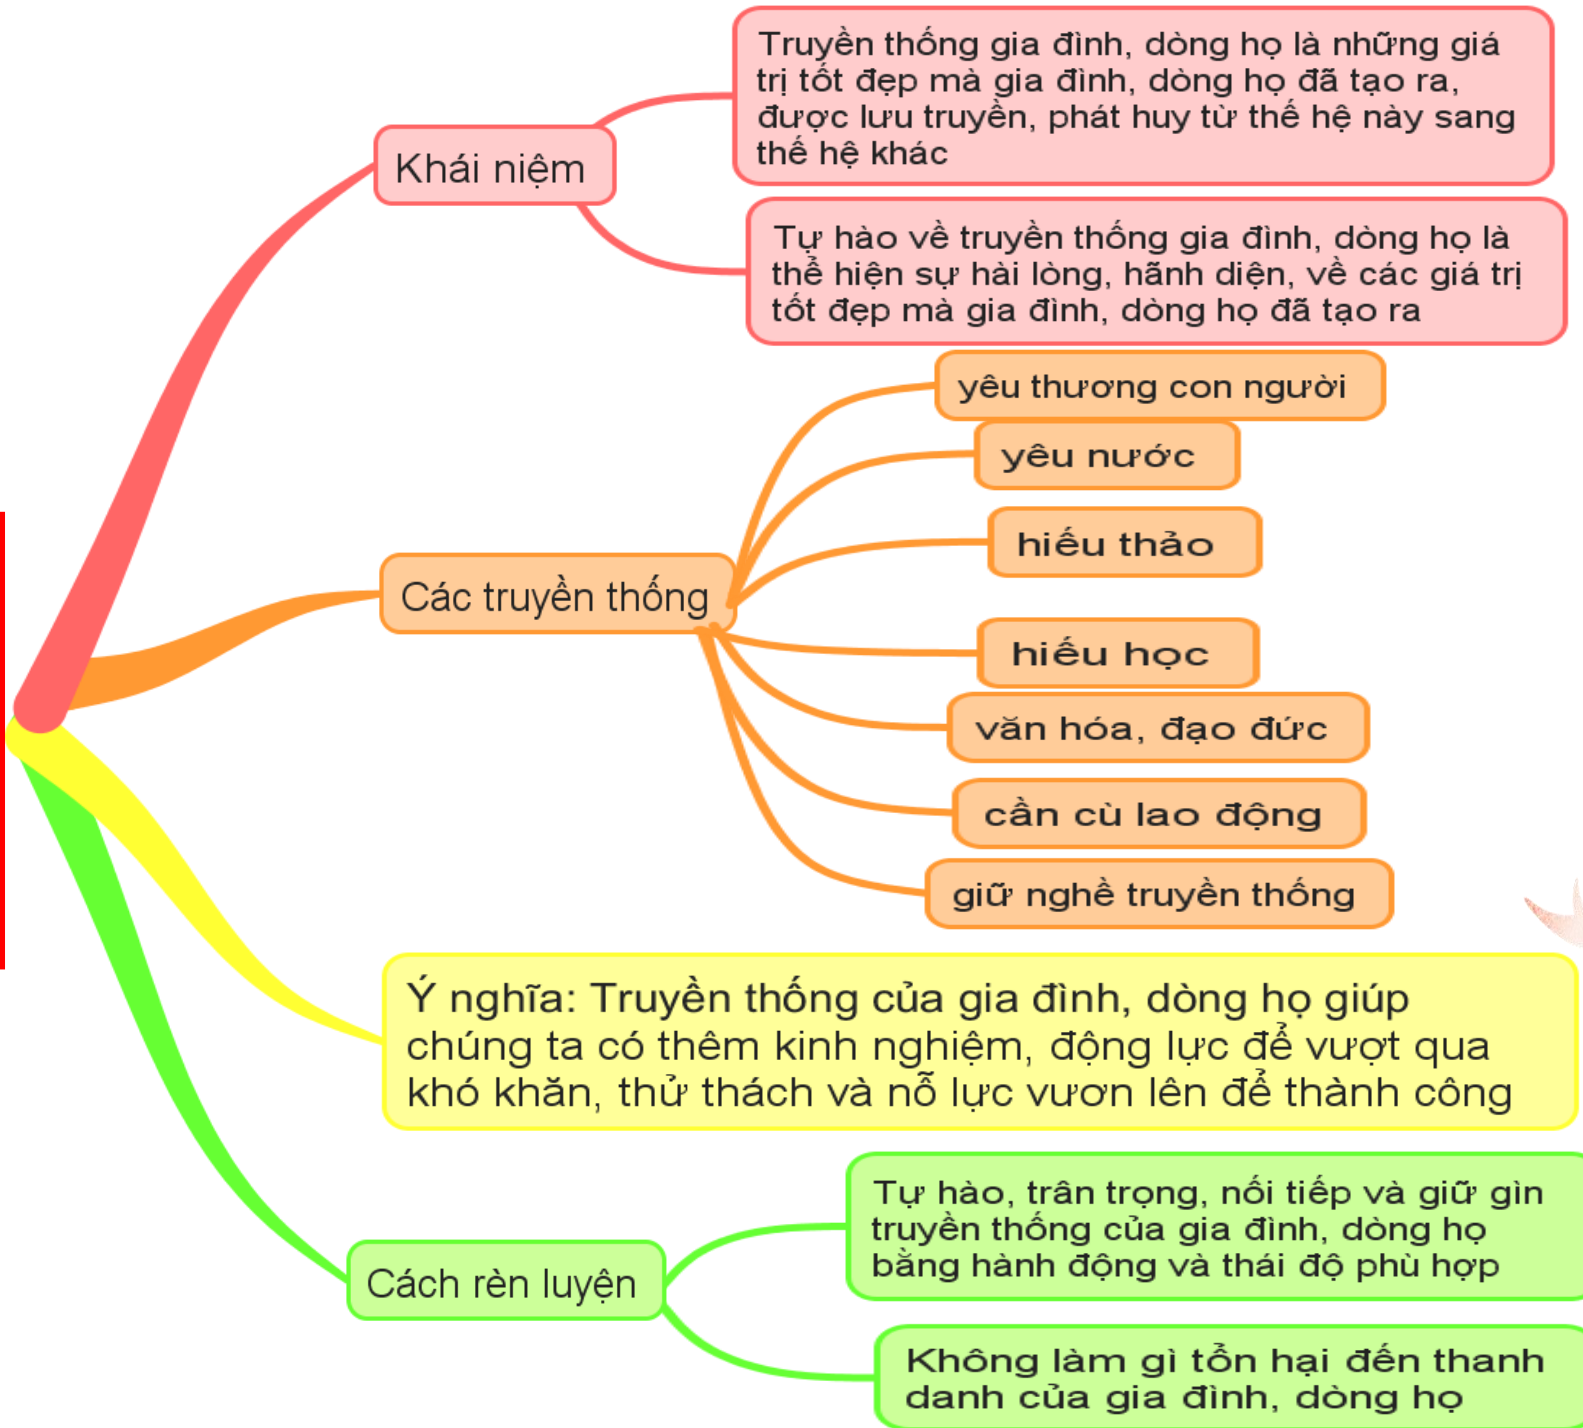 Khái niệm
Truyền thống gia đình, dòng họ là những giá
trị tốt đẹp mà gia đình, dòng họ đã tạo ra,
được lưu truyền, phát huy từ thế hệ này sang
thế hệ khác
Tự hào về truyền thống gia đình, dòng họ là
thể hiện sự hài lòng, hãnh diện, về các giá trị
tốt đẹp mà gia đình, dòng họ đã tạo ra
Các truyền thống
yêu thương con người
yêu nước
hiếu thảo
hiếu học
văn hóa, đạo đức
cần cù lao động
giữ nghề truyền thống
Ý nghĩa: Truyền thống của gia đình, dòng họ giúp
chúng ta có thêm kinh nghiệm, động lực để vượt qua
khó khăn, thử thách và nỗ lực vươn lên để thành công
Cách rèn luyện
Tự hào, trân trọng, nối tiếp và giữ gìn
truyền thống của gia đình, dòng họ
bằng hành động và thái độ phù hợp
Không làm gì tổn hại đến thanh
danh của gia đình, dòng họ